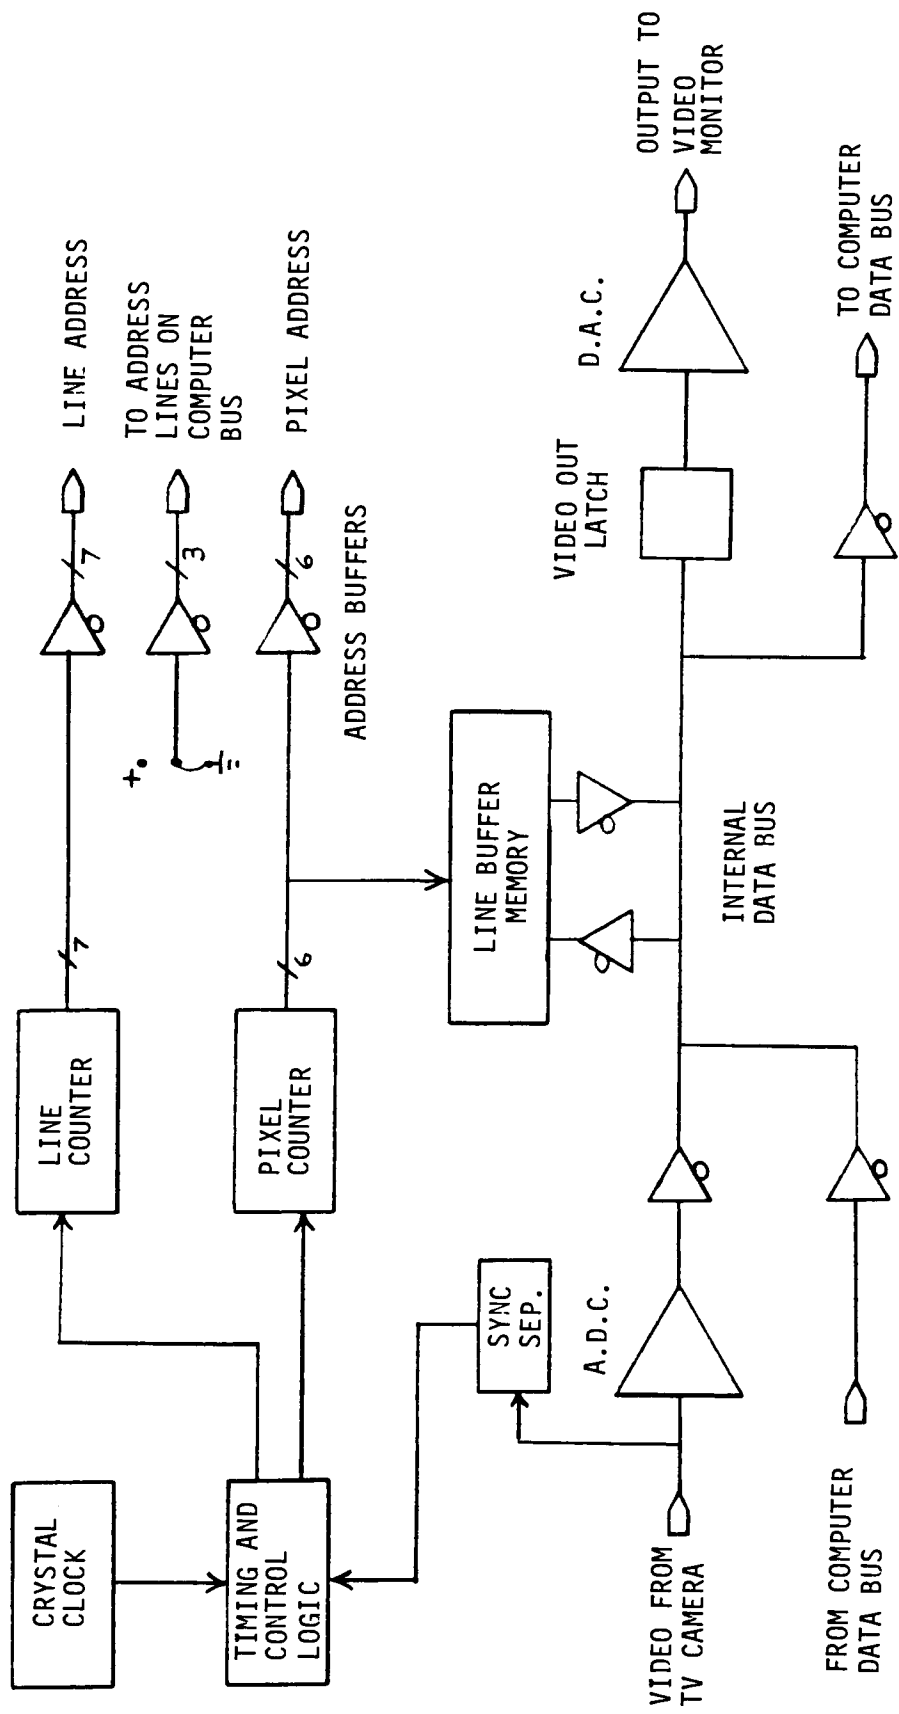 CRYSTAL
CLOCK
TIMING AND
CONTROL
LOGIC
LINE
COUNTER
7
7
LINE ADDRESS
+
3
TO ADDRESS
LINES ON
COMPUTER
BUS
PIXEL
COUNTER
6
6
PIXEL ADDRESS
ADDRESS BUFFERS
SYNC
SEP.
LINE BUFFER
MEMORY
VIDEO FROM
TV CAMERA
A.D.C.
INTERNAL
DATA BUS
VIDEO OUT
LATCH
D.A.C.
OUTPUT TO
VIDEO
MONITOR
FROM COMPUTER
DATA BUS
TO COMPUTER
DATA BUS